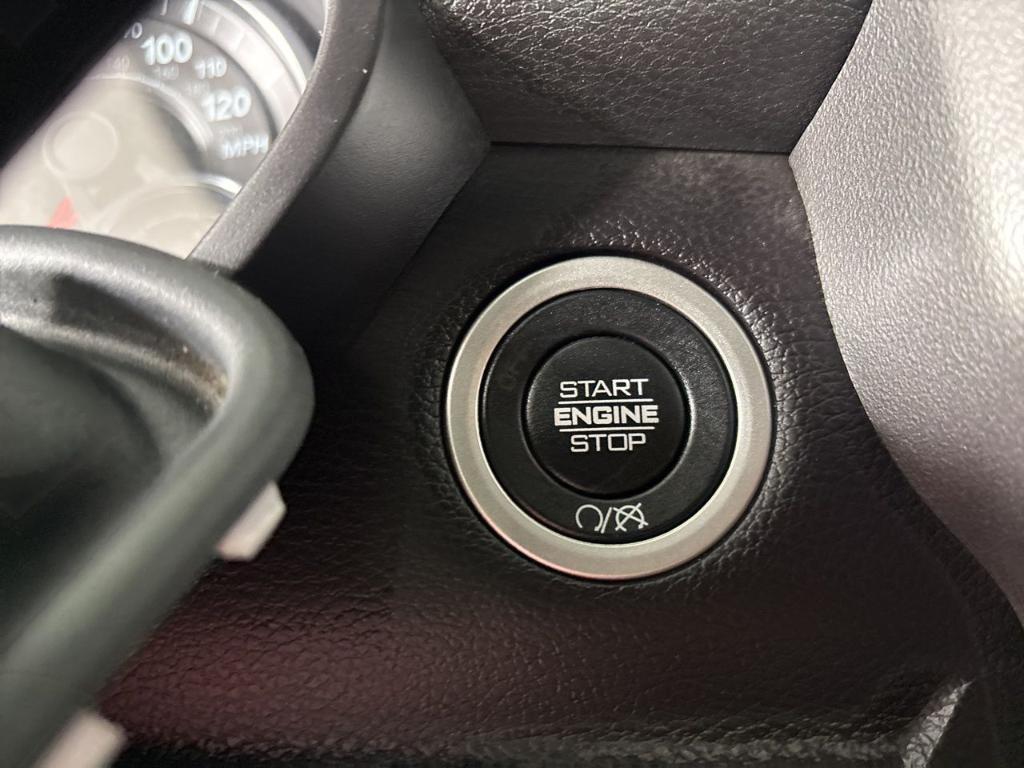 100
110
120
MPH
START
ENGINE
STOP